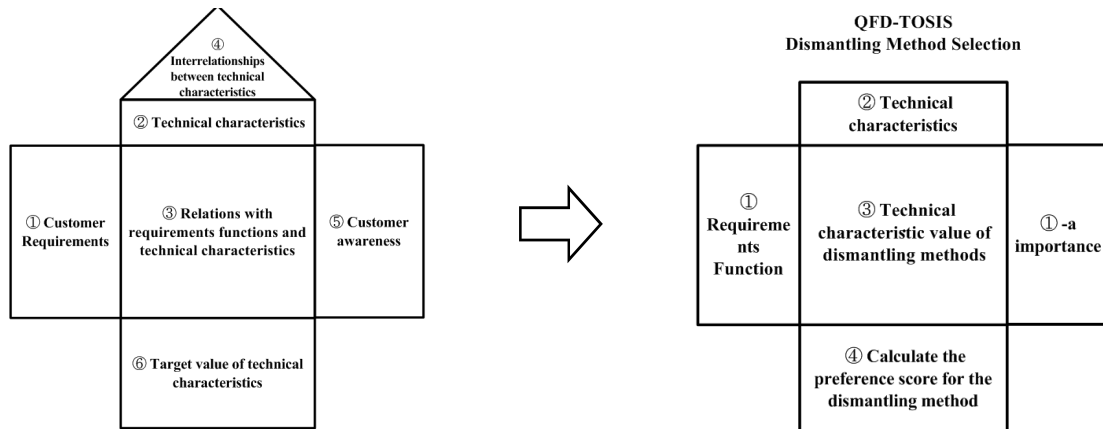 ④
Interrelationships
between technical
characteristics
② Technical characteristics
① Customer
Requirements
③ Relations with
requirements functions and
technical characteristics
⑤ Customer
awareness
⑥ Target value of technical
characteristics
QFD-TOSIS
Dismantling Method Selection
② Technical
characteristics
①
Requireme
nts
Function
③ Technical
characteristic value of
dismantling methods
①-a
importance
④ Calculate the
preference score for the
dismantling method